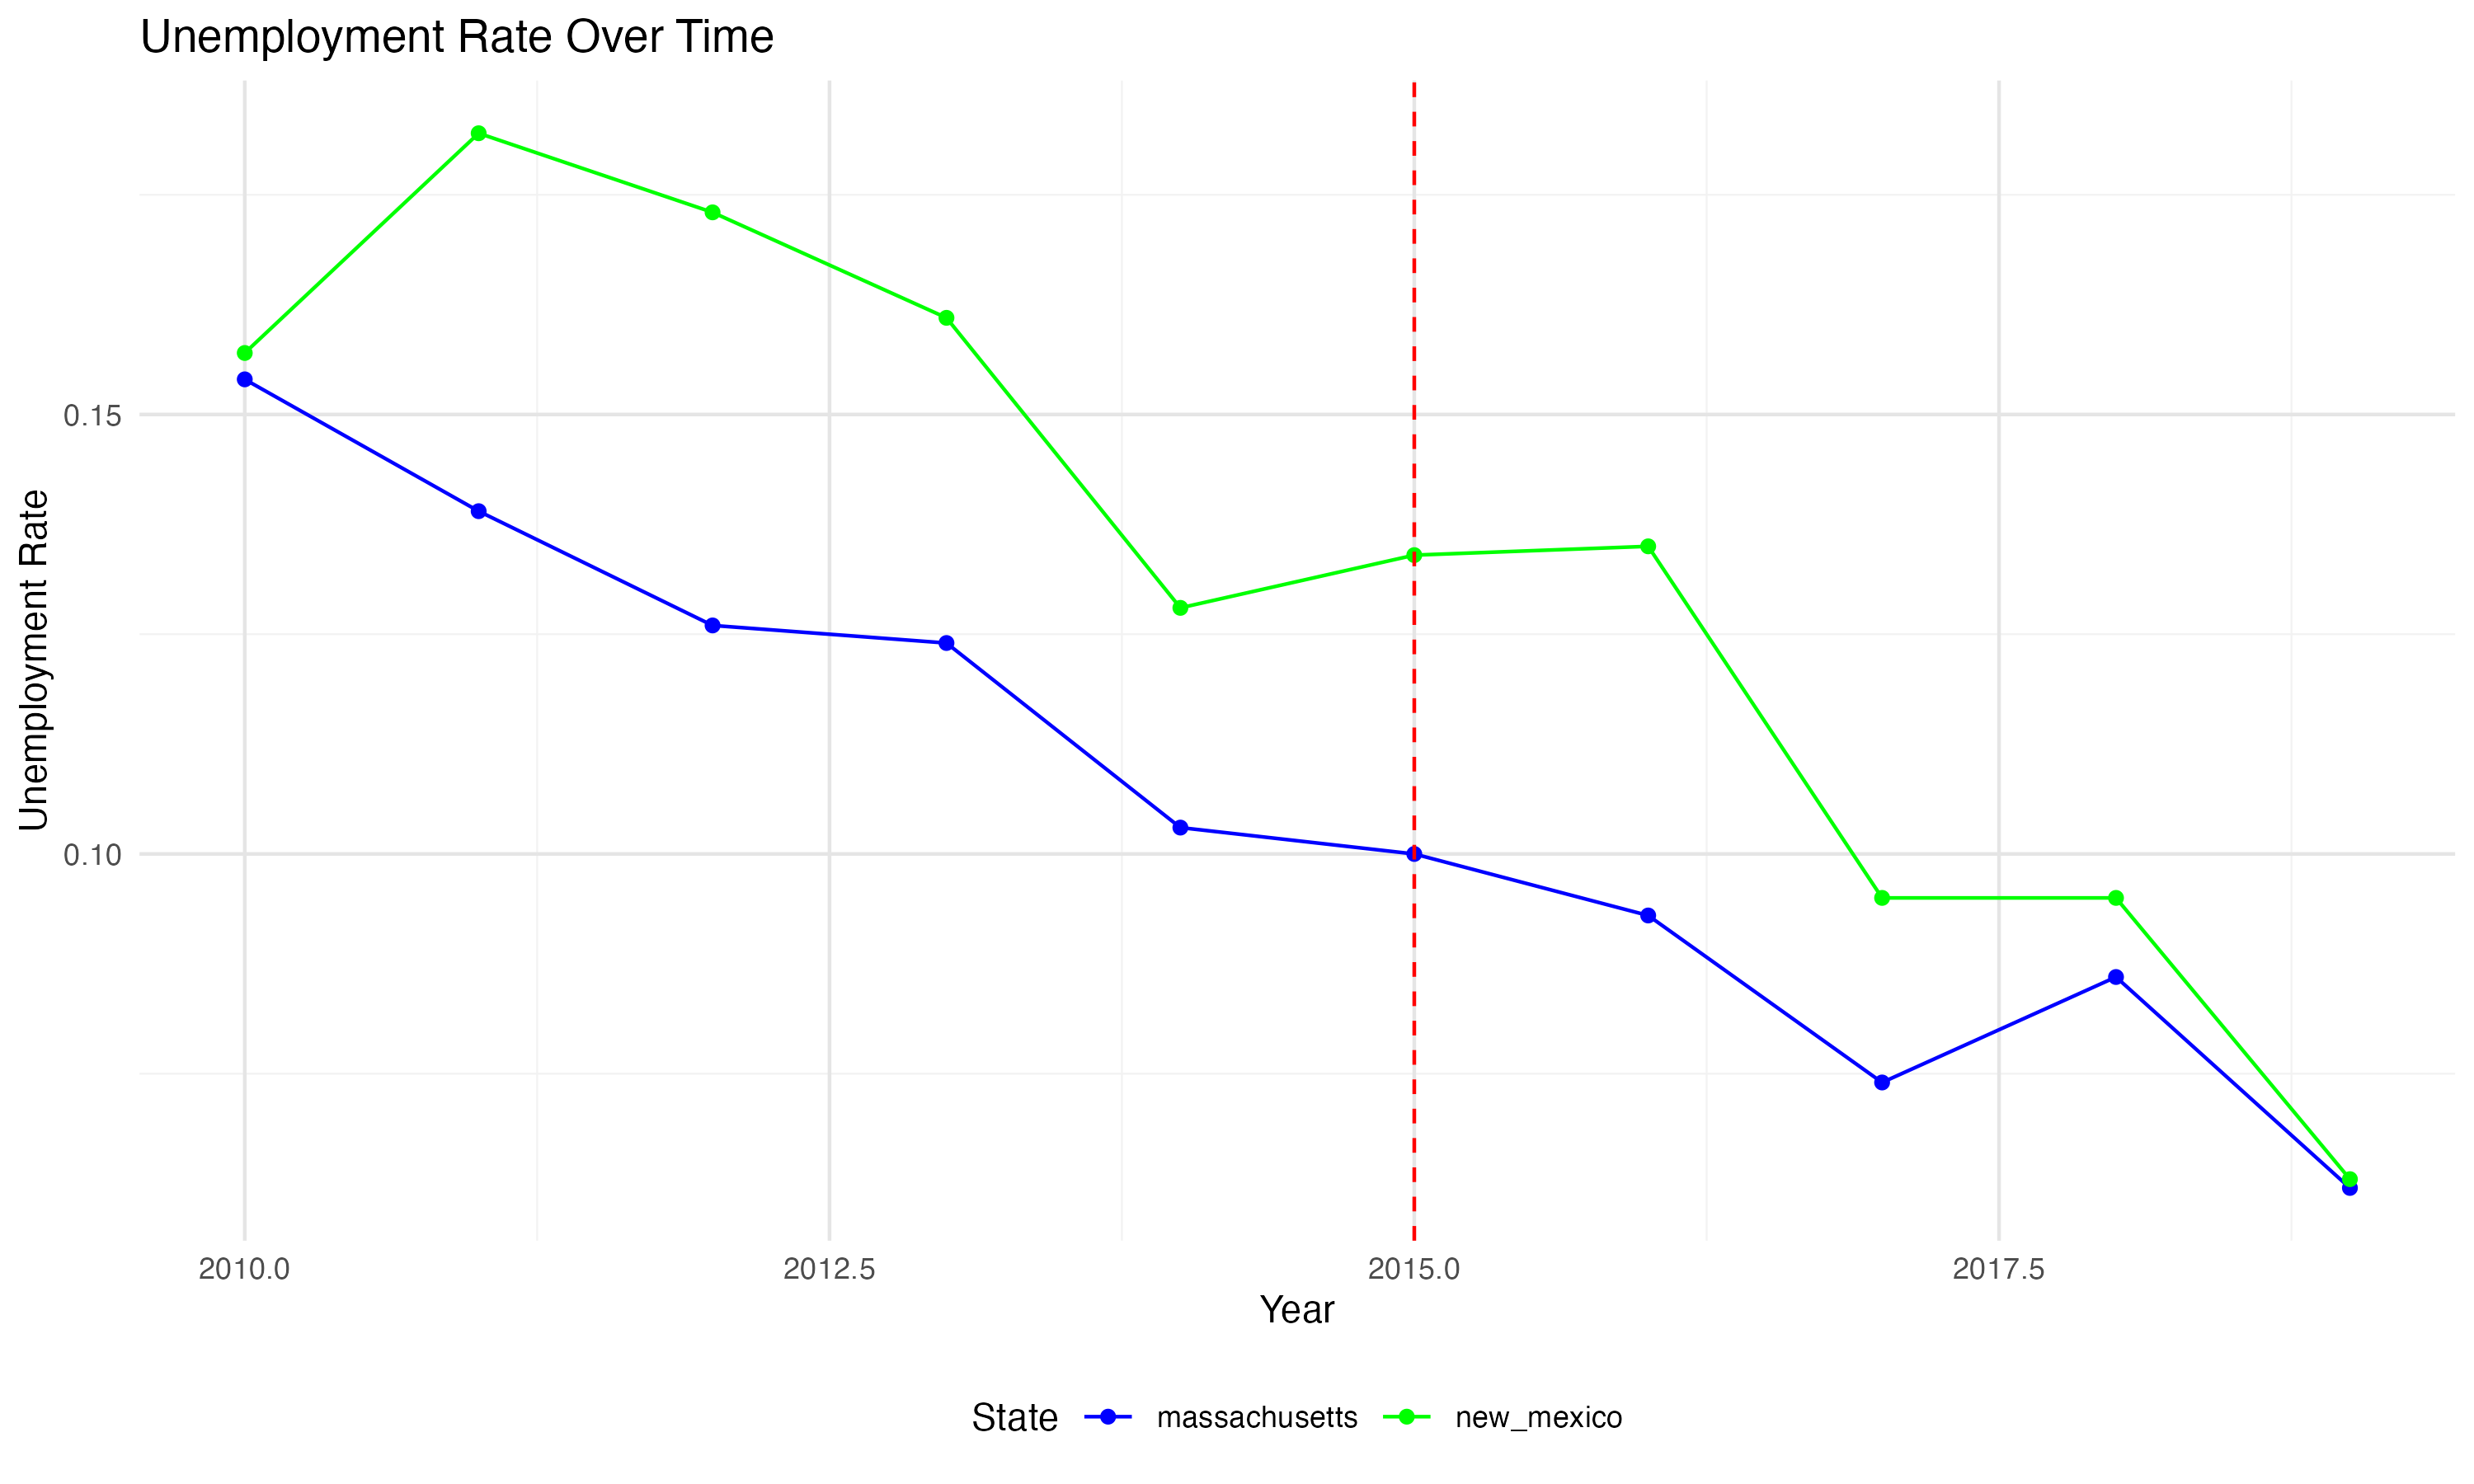 Unemployment Rate Over Time
Unemployment Rate
0.15
0.10
2010.0 2012.5 2015.0 2017.5
Year
State massachusetts new_mexico